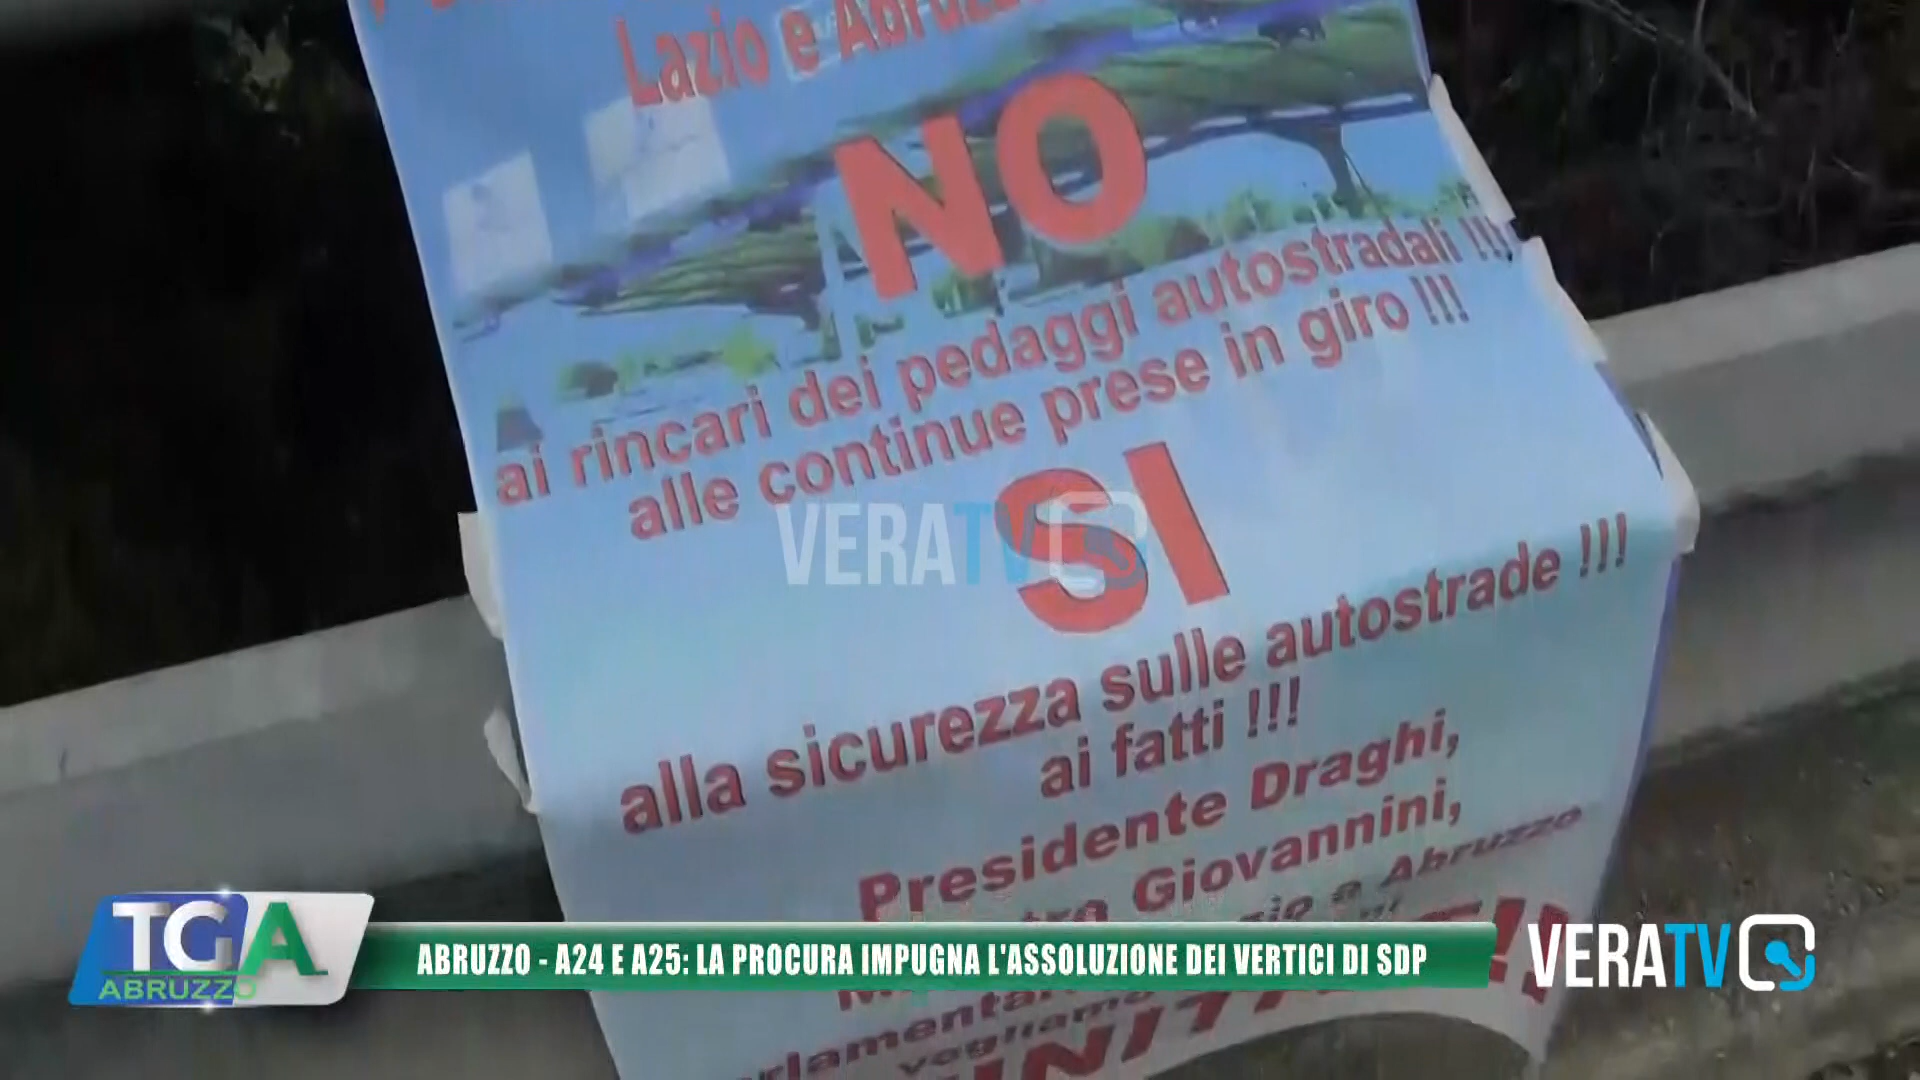 Lazio e Abruzzo
NO
ai rincari dei pedaggi autostradali !!!
alle continue prese in giro !!!
SI
VERATV
alla sicurezza sulle autostrade !!!
ai fatti !!!
Presidente Draghi,
Giovannini,
e Abruzzo
vogliamo
TGA
ABRUZZO
ABRUZZO - A24 E A25: LA PROCURA IMPUGNA L'ASSOLUZIONE DEI VERTICI DI SDP
VERATV